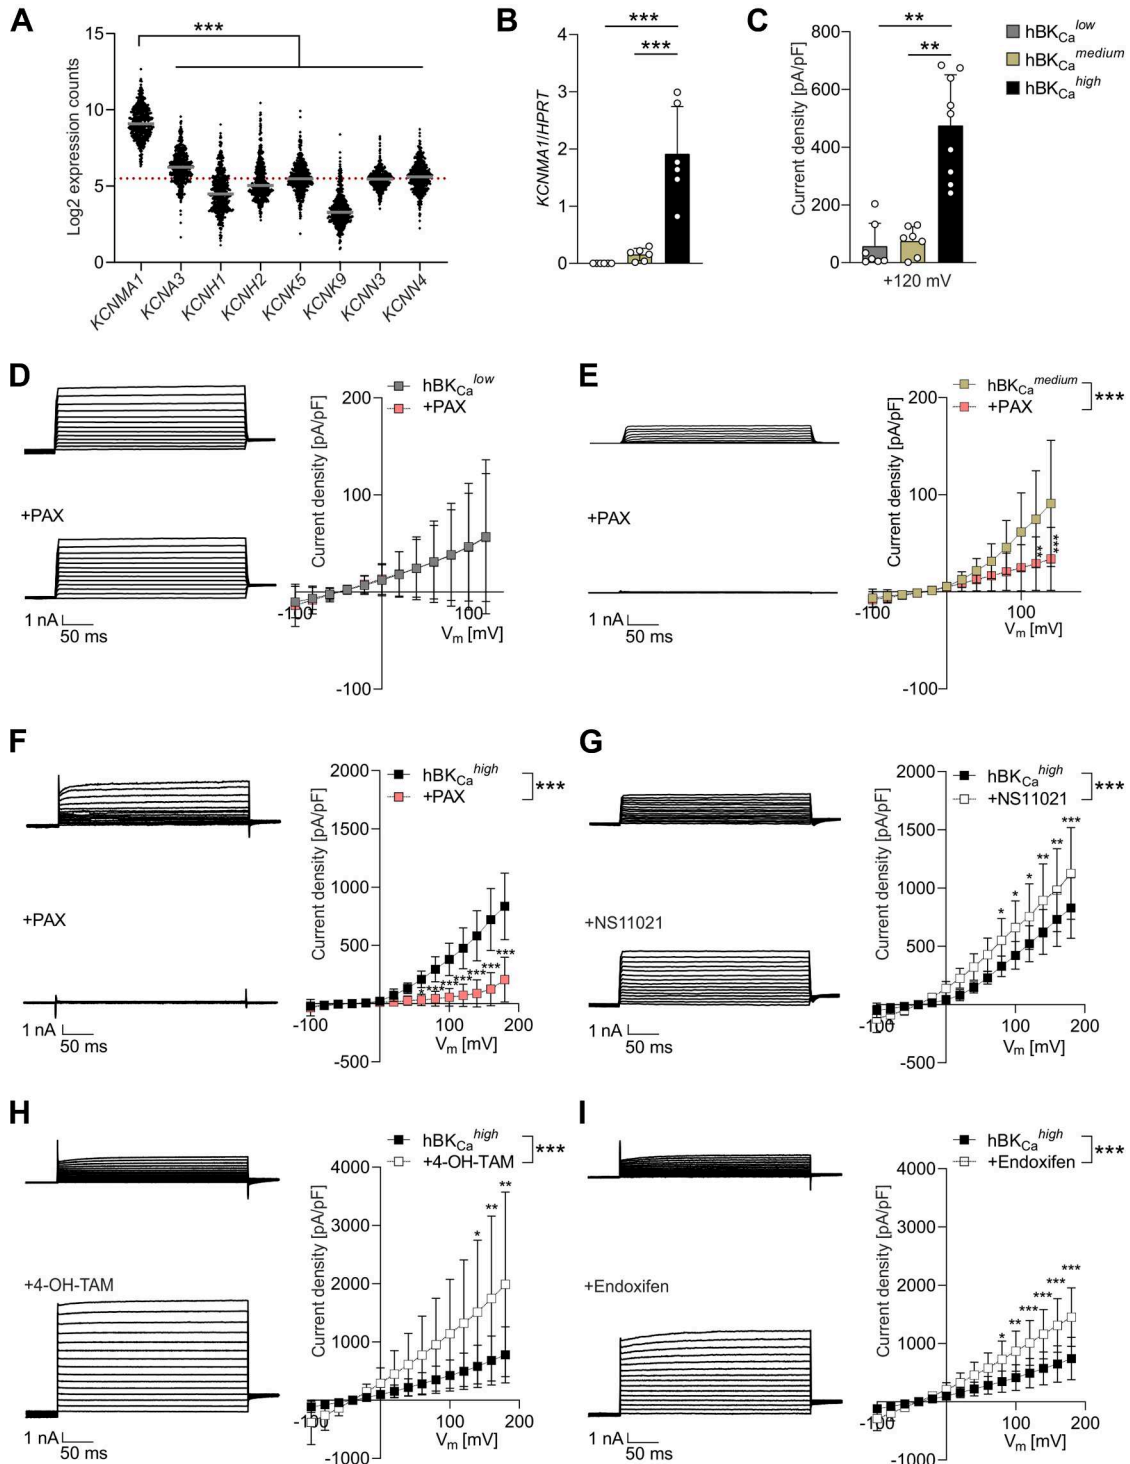 A
***
15
10
5
0
Log2 expression counts
KCNMA1
KCNA3
KCNH1
KCNH2
KCNK5
KCNK9
KCNN3
KCNN4
B
***
***
4
3
2
1
0
KCNMA1/HPRT
C
**
**
800
600
400
200
0
Current density [pA/pF]
+120 mV
hBKCa low
hBKCa medium
hBKCa high
D
hBKCa low
+PAX
200
100
-100
-100
100
Current density [pA/pF]
Vm [mV]
+PAX
1 nA
50 ms
E
hBKCa medium
+PAX
***
200
100
-100
-100
100
Current density [pA/pF]
Vm [mV]
**
***
+PAX
1 nA
50 ms
F
hBKCa high
+PAX
***
2000
1500
1000
500
-500
-100
100
200
Current density [pA/pF]
Vm [mV]
*
***
***
***
***
***
***
+PAX
1 nA
50 ms
G
hBKCa high
+NS11021
***
2000
1500
1000
500
-500
-100
100
200
Current density [pA/pF]
Vm [mV]
*
*
*
**
**
***
+NS11021
1 nA
50 ms
H
hBKCa high
+4-OH-TAM
***
4000
3000
2000
1000
-1000
-100
100
200
Current density [pA/pF]
Vm [mV]
*
**
**
+4-OH-TAM
1 nA
50 ms
I
hBKCa high
+Endoxifen
***
4000
3000
2000
1000
-1000
-100
100
200
Current density [pA/pF]
Vm [mV]
*
**
***
***
***
***
+Endoxifen
1 nA
50 ms